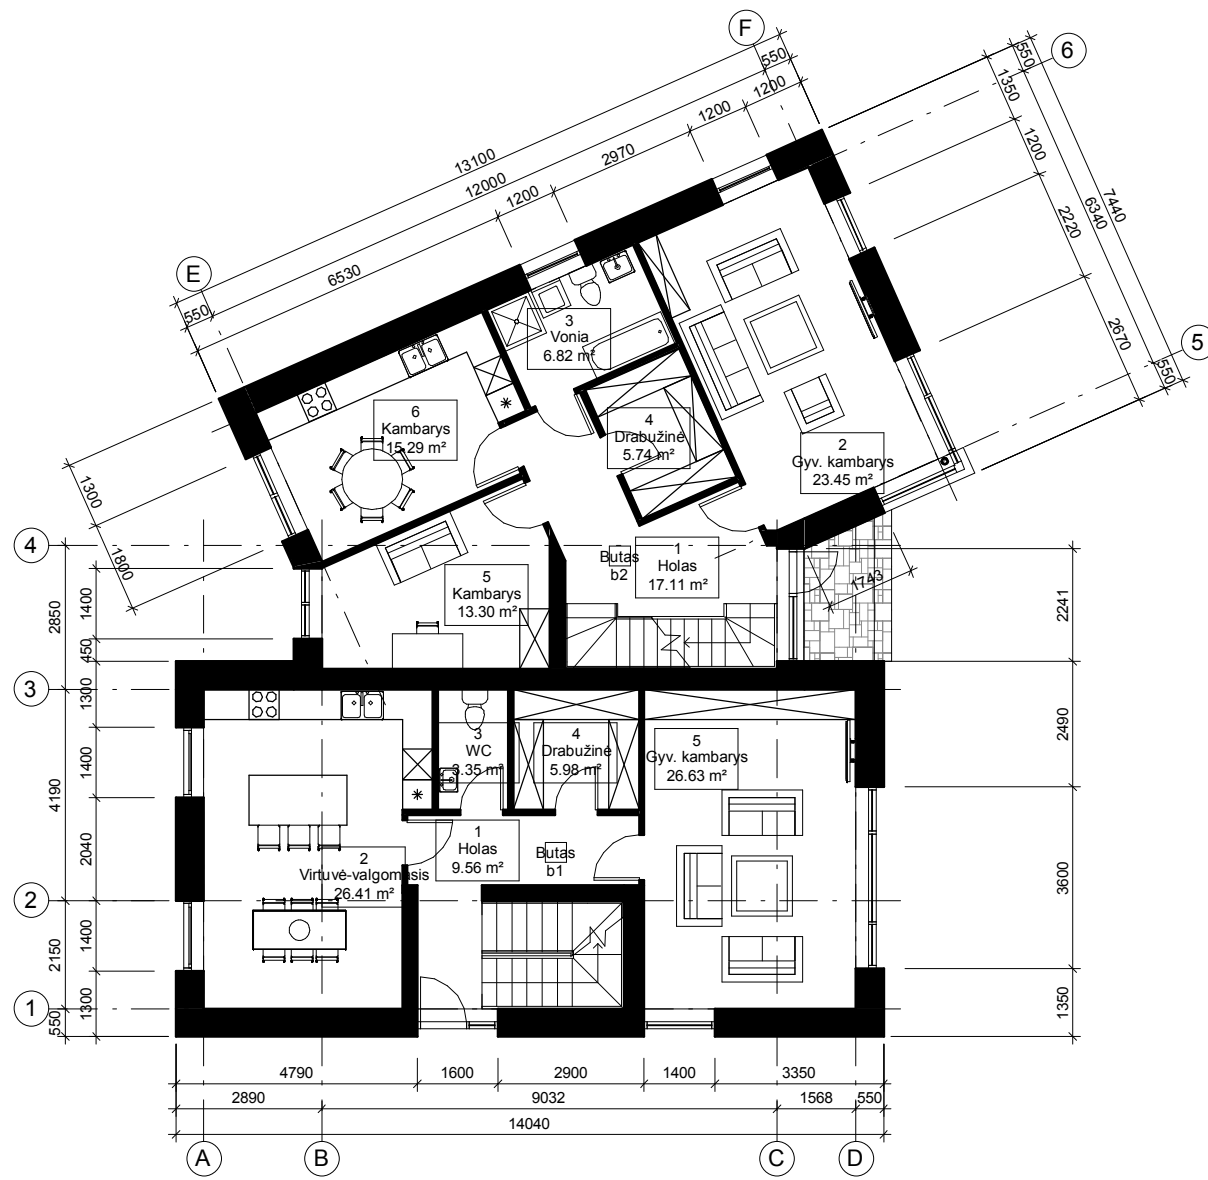 F
6
E
5
4
3
2
1
A
B
C
D
550
1200
1200
2970
13100
12000
1200
6530
550
550
1350
1200
7440
6340
2220
2670
550
1300
1800
3
Vonia
6.82 m²
6
Kambarys
15.29 m²
4
Drabužinė
5.74 m²
2
Gyv. kambarys
23.45 m²
Butas
b2
1
Holas
17.11 m²
5
Kambarys
13.30 m²
1743
2850
1400
450
1300
4190
1400
2040
2150
1400
550
1300
2241
2490
3600
1350
3
WC
3.35 m²
4
Drabužinė
5.98 m²
5
Gyv. kambarys
26.63 m²
1
Holas
9.56 m²
Butas
b1
2
Virtuvė-valgomasis
26.41 m²
4790
1600
2900
1400
3350
2890
9032
1568
550
14040